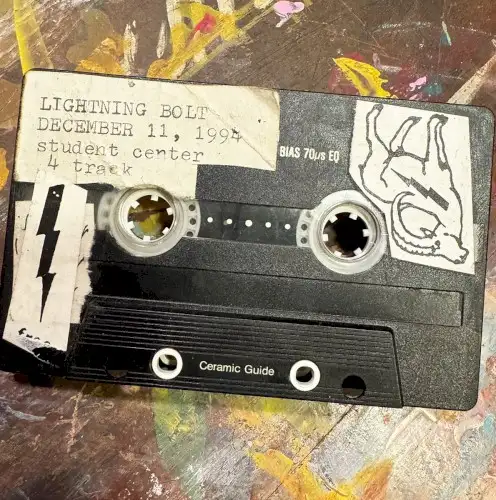 LIGHTNING BOLT
DECEMBER 11, 1994
student center
4 track
BIAS 70µs EQ
Ceramic Guide